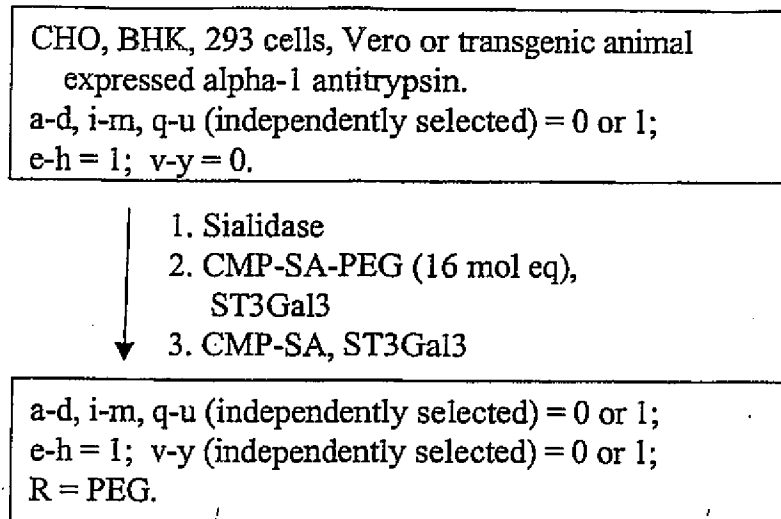 CHO, BHK, 293 cells, Vero or transgenic animal
expressed alpha-1 antitrypsin.
a-d, i-m, q-u (independently selected) = 0 or 1;
e-h = 1; v-y = 0.
1. Sialidase
2. CMP-SA-PEG (16 mol eq),
ST3Gal3
3. CMP-SA, ST3Gal3
a-d, i-m, q-u (independently selected) = 0 or 1;
e-h = 1; v-y (independently selected) = 0 or 1;
R = PEG.